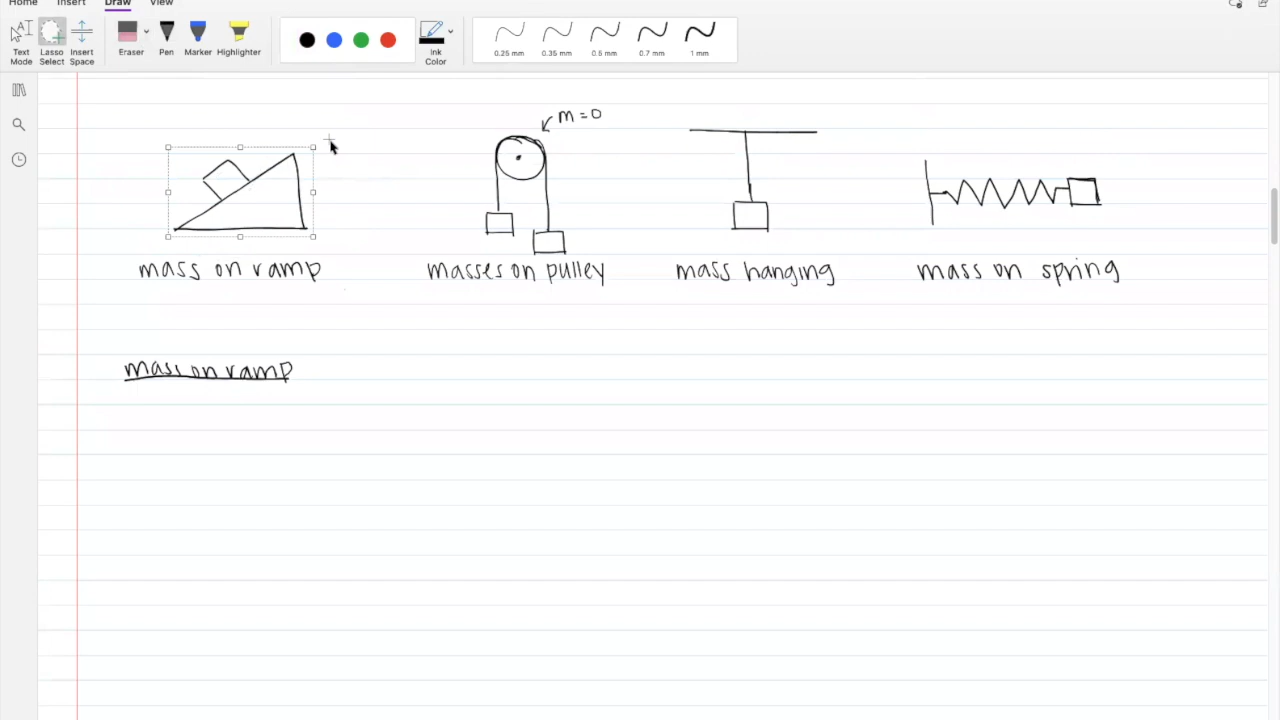 Home Insert Draw View
Text Mode
Lasso Select
Insert Space
Eraser
Pen
Marker
Highlighter
Ink Color
0.25 mm
0.35 mm
0.5 mm
0.7 mm
1 mm
m = 0
mass on ramp
masses on pulley
mass hanging
mass on spring
mass on ramp